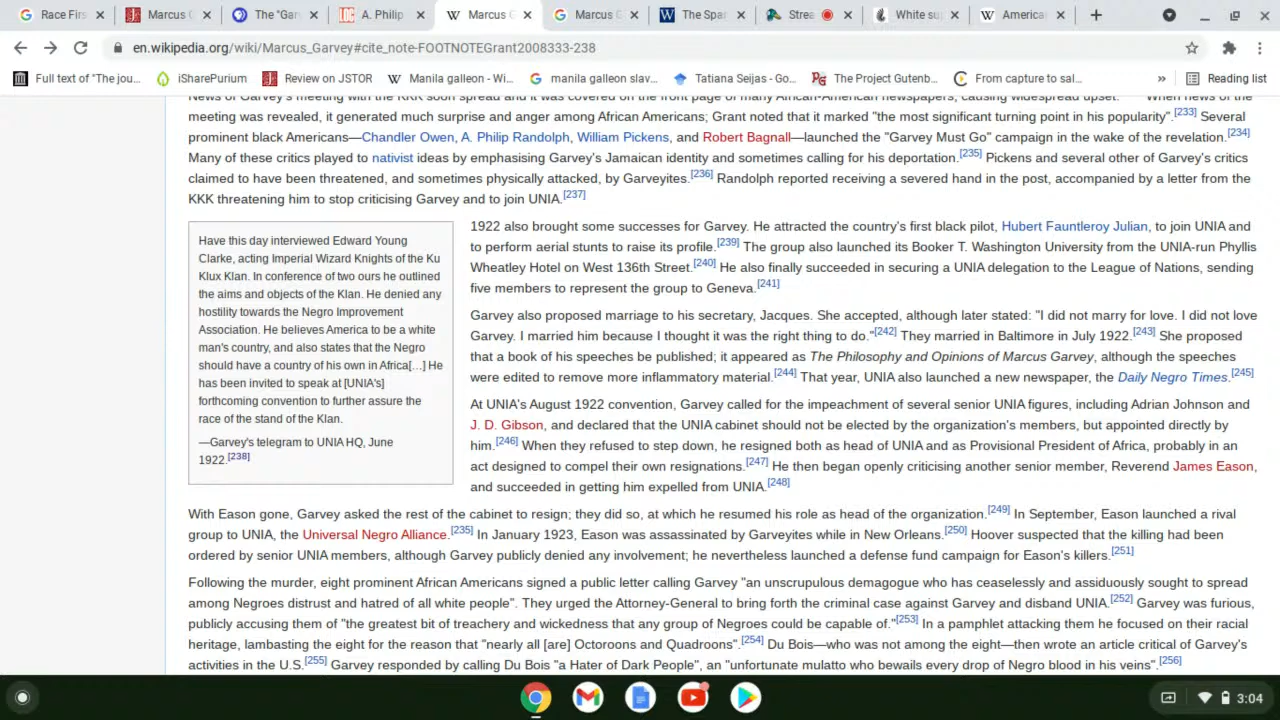 Race Firs
Marcus G
The "Gar
A. Philip
Marcus G
Marcus G
The Spar
Strea
White su
America
en.wikipedia.org/wiki/Marcus_Garvey#cite_note-FOOTNOTEGrant2008333-238
Full text of "The jou...
iSharePurium
Review on JSTOR
Manila galleon - Wi...
manila galleon slav...
Tatiana Seijas - Go...
The Project Gutenb...
From capture to sal...
»
Reading list
News of Garvey's meeting with the KKK soon spread and it was covered on the front page of many African-American newspapers, causing widespread upset. When news of the
meeting was revealed, it generated much surprise and anger among African Americans; Grant noted that it marked "the most significant turning point in his popularity".[233] Several
prominent black Americans—Chandler Owen, A. Philip Randolph, William Pickens, and Robert Bagnall—launched the "Garvey Must Go" campaign in the wake of the revelation.[234]
Many of these critics played to nativist ideas by emphasising Garvey's Jamaican identity and sometimes calling for his deportation.[235] Pickens and several other of Garvey's critics
claimed to have been threatened, and sometimes physically attacked, by Garveyites.[236] Randolph reported receiving a severed hand in the post, accompanied by a letter from the
KKK threatening him to stop criticising Garvey and to join UNIA.[237]
Have this day interviewed Edward Young
Clarke, acting Imperial Wizard Knights of the Ku
Klux Klan. In conference of two ours he outlined
the aims and objects of the Klan. He denied any
hostility towards the Negro Improvement
Association. He believes America to be a white
man's country, and also states that the Negro
should have a country of his own in Africa[...] He
has been invited to speak at [UNIA's]
forthcoming convention to further assure the
race of the stand of the Klan.
—Garvey's telegram to UNIA HQ, June
1922.[238]
1922 also brought some successes for Garvey. He attracted the country's first black pilot, Hubert Fauntleroy Julian, to join UNIA and
to perform aerial stunts to raise its profile.[239] The group also launched its Booker T. Washington University from the UNIA-run Phyllis
Wheatley Hotel on West 136th Street.[240] He also finally succeeded in securing a UNIA delegation to the League of Nations, sending
five members to represent the group to Geneva.[241]
Garvey also proposed marriage to his secretary, Jacques. She accepted, although later stated: "I did not marry for love. I did not love
Garvey. I married him because I thought it was the right thing to do."[242] They married in Baltimore in July 1922.[243] She proposed
that a book of his speeches be published; it appeared as The Philosophy and Opinions of Marcus Garvey, although the speeches
were edited to remove more inflammatory material.[244] That year, UNIA also launched a new newspaper, the Daily Negro Times.[245]
At UNIA's August 1922 convention, Garvey called for the impeachment of several senior UNIA figures, including Adrian Johnson and
J. D. Gibson, and declared that the UNIA cabinet should not be elected by the organization's members, but appointed directly by
him.[246] When they refused to step down, he resigned both as head of UNIA and as Provisional President of Africa, probably in an
act designed to compel their own resignations.[247] He then began openly criticising another senior member, Reverend James Eason,
and succeeded in getting him expelled from UNIA.[248]
With Eason gone, Garvey asked the rest of the cabinet to resign; they did so, at which he resumed his role as head of the organization.[249] In September, Eason launched a rival
group to UNIA, the Universal Negro Alliance.[235] In January 1923, Eason was assassinated by Garveyites while in New Orleans.[250] Hoover suspected that the killing had been
ordered by senior UNIA members, although Garvey publicly denied any involvement; he nevertheless launched a defense fund campaign for Eason's killers.[251]
Following the murder, eight prominent African Americans signed a public letter calling Garvey "an unscrupulous demagogue who has ceaselessly and assiduously sought to spread
among Negroes distrust and hatred of all white people". They urged the Attorney-General to bring forth the criminal case against Garvey and disband UNIA.[252] Garvey was furious,
publicly accusing them of "the greatest bit of treachery and wickedness that any group of Negroes could be capable of."[253] In a pamphlet attacking them he focused on their racial
heritage, lambasting the eight for the reason that "nearly all [are] Octoroons and Quadroons".[254] Du Bois—who was not among the eight—then wrote an article critical of Garvey's
activities in the U.S.[255] Garvey responded by calling Du Bois "a Hater of Dark People", an "unfortunate mulatto who bewails every drop of Negro blood in his veins".[256]
3:04